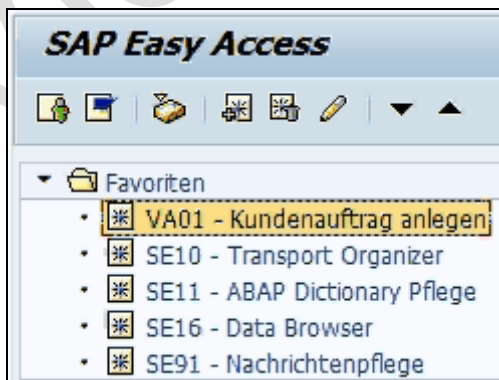 SAP Easy Access
Favoriten
VA01 - Kundenauftrag anlegen
SE10 - Transport Organizer
SE11 - ABAP Dictionary Pflege
SE16 - Data Browser
SE91 - Nachrichtenpflege